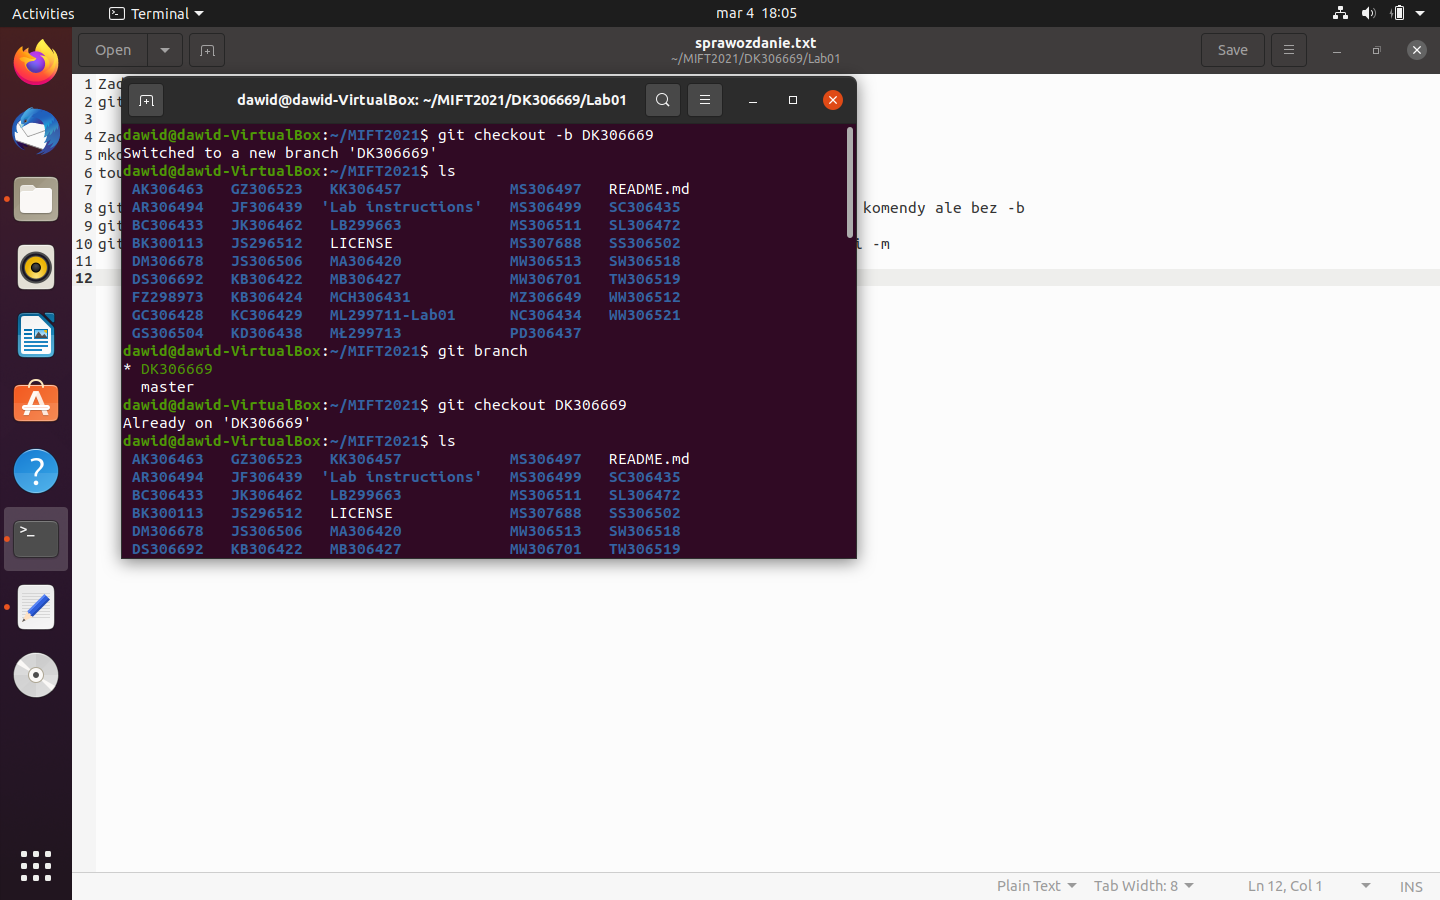 Activities Terminal mar 4 18:05
Open sprawozdanie.txt Save
~/MIFT2021/DK306669/Lab01
1 Zac
2 git
3
4 Zac
5 mkd
6 tou
7
8 git komendy ale bez -b
9 git
10 git i -m
11
12
dawid@dawid-VirtualBox: ~/MIFT2021/DK306669/Lab01
dawid@dawid-VirtualBox:~/MIFT2021$ git checkout -b DK306669
Switched to a new branch 'DK306669'
dawid@dawid-VirtualBox:~/MIFT2021$ ls
AK306463 GZ306523 KK306457 MS306497 README.md
AR306494 JF306439 'Lab instructions' MS306499 SC306435
BC306433 JK306462 LB299663 MS306511 SL306472
BK300113 JS296512 LICENSE MS307688 SS306502
DM306678 JS306506 MA306420 MW306513 SW306518
DS306692 KB306422 MB306427 MW306701 TW306519
FZ298973 KB306424 MCH306431 MZ306649 WW306512
GC306428 KC306429 ML299711-Lab01 NC306434 WW306521
GS306504 KD306438 MŁ299713 PD306437
dawid@dawid-VirtualBox:~/MIFT2021$ git branch
* DK306669
master
dawid@dawid-VirtualBox:~/MIFT2021$ git checkout DK306669
Already on 'DK306669'
dawid@dawid-VirtualBox:~/MIFT2021$ ls
AK306463 GZ306523 KK306457 MS306497 README.md
AR306494 JF306439 'Lab instructions' MS306499 SC306435
BC306433 JK306462 LB299663 MS306511 SL306472
BK300113 JS296512 LICENSE MS307688 SS306502
DM306678 JS306506 MA306420 MW306513 SW306518
DS306692 KB306422 MB306427 MW306701 TW306519
Plain Text Tab Width: 8 Ln 12, Col 1 INS